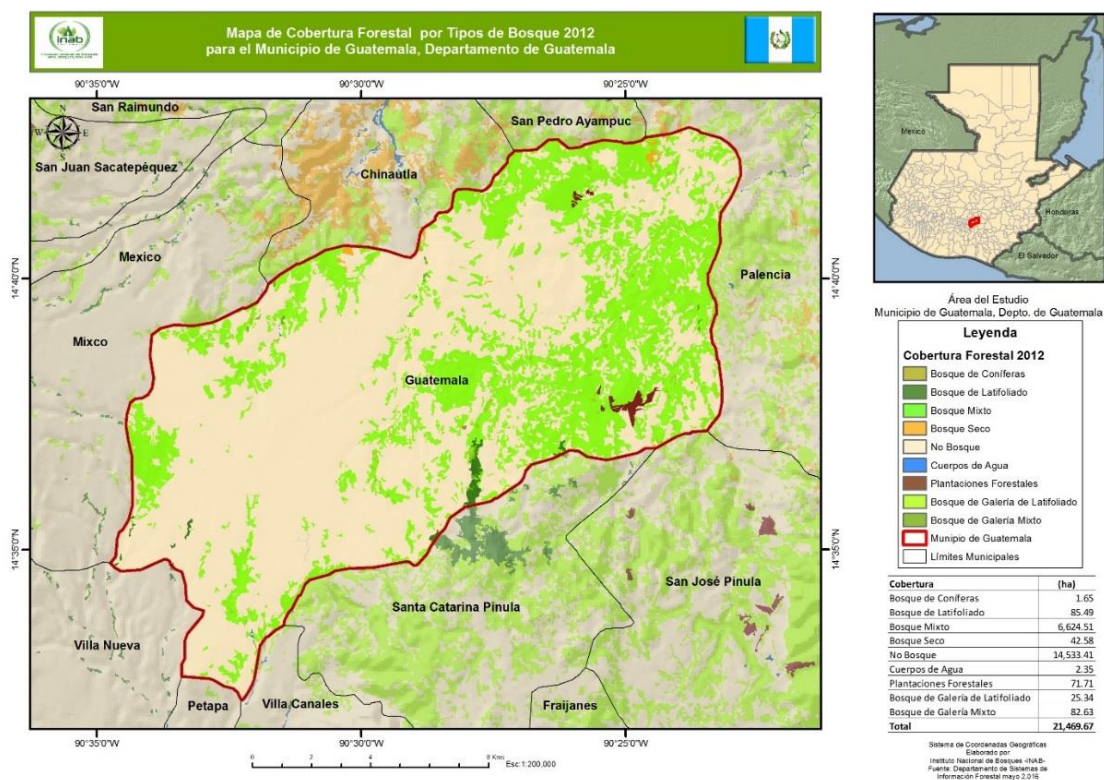 inab
Mapa de Cobertura Forestal por Tipos de Bosque 2012
para el Municipio de Guatemala, Departamento de Guatemala
90°35'0"W
90°30'0"W
90°25'0"W
San Raimundo
N
W
E
S
San Pedro Ayampuc
San Juan Sacatepéquez
Chinautla
Mexico
14°40'0"N
14°40'0"N
Palencia
Mixco
Guatemala
14°35'0"N
14°35'0"N
San José Pinula
Santa Catarina Pinula
Villa Nueva
Petapa
Villa Canales
Fraijanes
90°35'0"W
90°30'0"W
90°25'0"W
0 2 4 8 Kms
Esc:1:200,000
Mexico
Honduras
El Salvador
Área del Estudio
Municipio de Guatemala, Depto. de Guatemala
Leyenda
Cobertura Forestal 2012
Bosque de Coníferas
Bosque de Latifoliado
Bosque Mixto
Bosque Seco
No Bosque
Cuerpos de Agua
Plantaciones Forestales
Bosque de Galería de Latifoliado
Bosque de Galería Mixto
Munipio de Guatemala
Límites Municipales
Cobertura (ha)
Bosque de Coníferas 1.65
Bosque de Latifoliado 85.49
Bosque Mixto 6,624.51
Bosque Seco 42.58
No Bosque 14,533.41
Cuerpos de Agua 2.35
Plantaciones Forestales 71.71
Bosque de Galería de Latifoliado 25.34
Bosque de Galería Mixto 82.63
Total 21,469.67
Sistema de Coordenadas Geográficas
Elaborado por
Instituto Nacional de Bosques -INAB-
Fuente: Departamento de Sistemas de
Información Forestal mayo 2,016